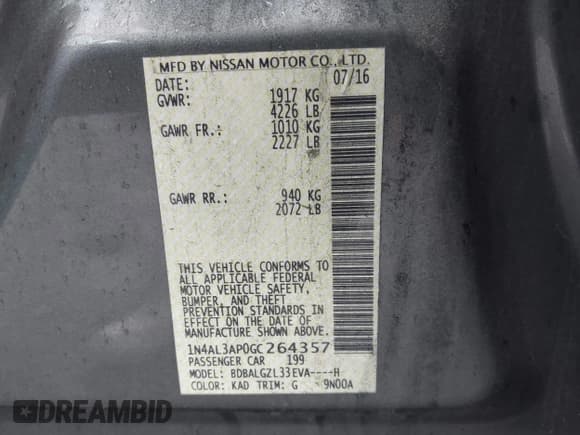 MFD BY NISSAN MOTOR CO., LTD.
DATE: 07/16
GVWR: 1917 KG
4226 LB
GAWR FR.: 1010 KG
2227 LB
GAWR RR.: 940 KG
2072 LB
THIS VEHICLE CONFORMS TO
ALL APPLICABLE FEDERAL
MOTOR VEHICLE SAFETY,
BUMPER, AND THEFT
PREVENTION STANDARDS IN
EFFECT ON THE DATE OF
MANUFACTURE SHOWN ABOVE.
1N4AL3AP0GC264357
PASSENGER CAR 199
MODEL: BDBALGZL33EVA----H
COLOR: KAD TRIM: G 9N00A
DREAMBID